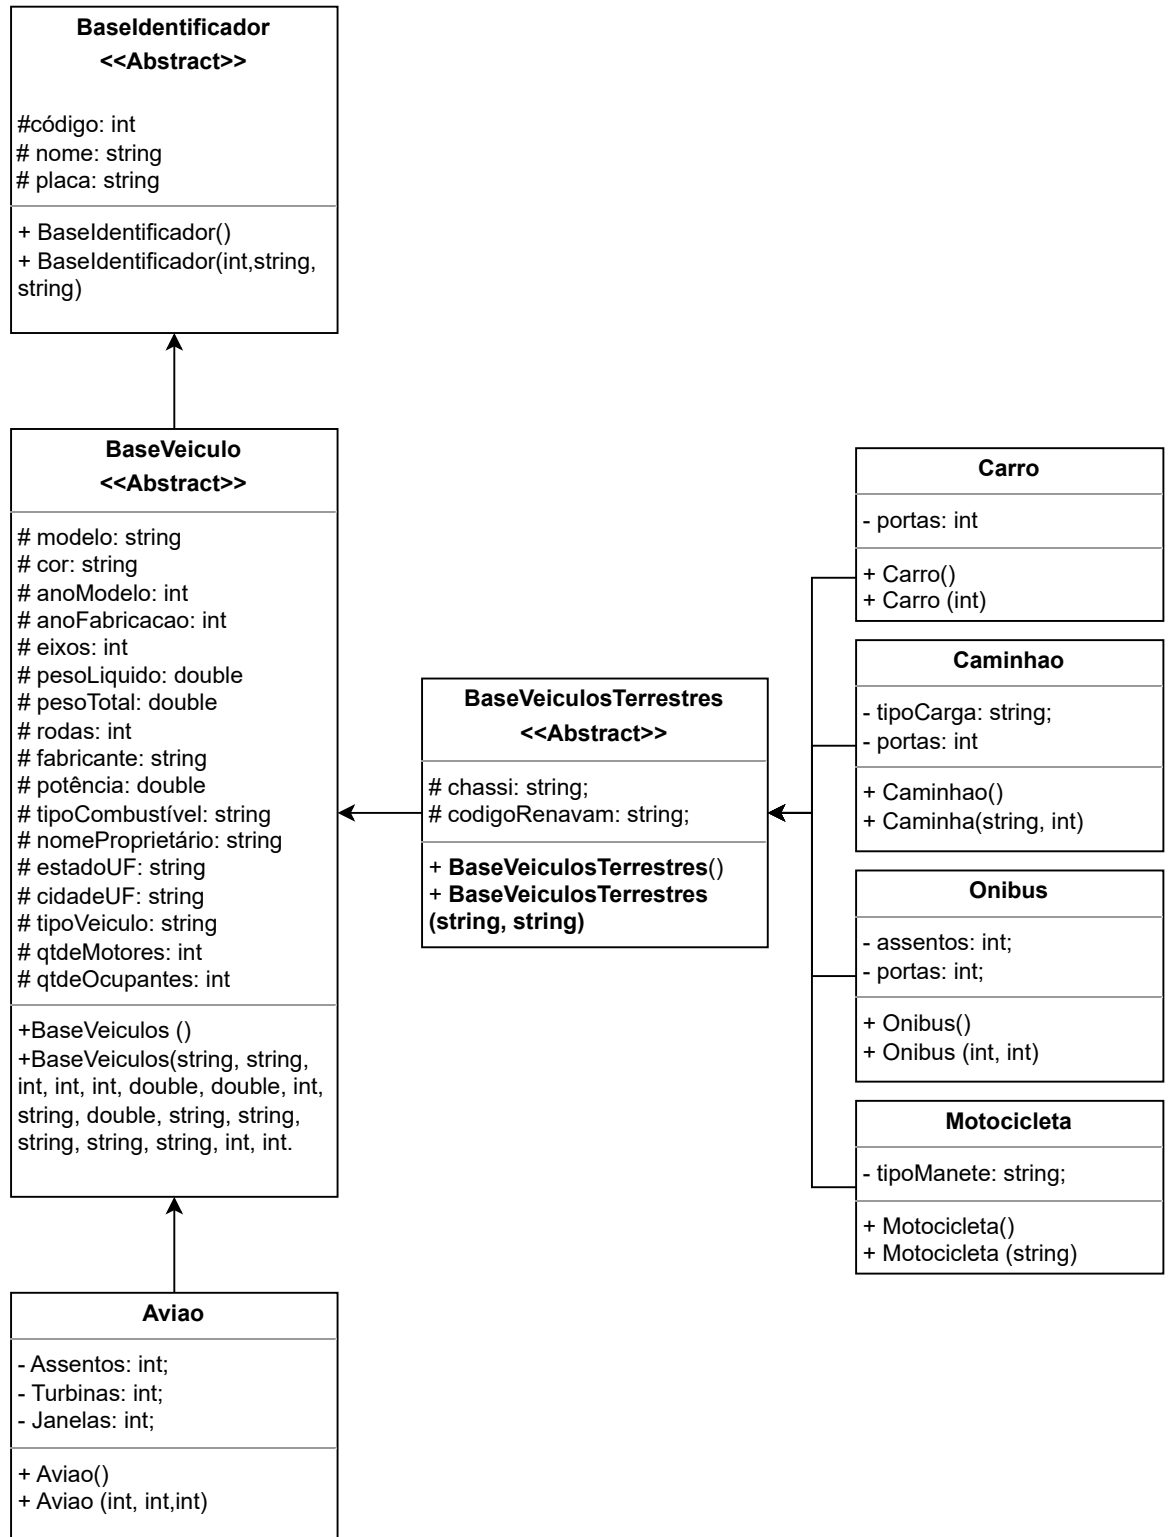 BaseIdentificador
<<Abstract>>
#código: int
# nome: string
# placa: string
+ BaseIdentificador()
+ BaseIdentificador(int,string,
string)
BaseVeiculo
<<Abstract>>
# modelo: string
# cor: string
# anoModelo: int
# anoFabricacao: int
# eixos: int
# pesoLiquido: double
# pesoTotal: double
# rodas: int
# fabricante: string
# potência: double
# tipoCombustível: string
# nomeProprietário: string
# estadoUF: string
# cidadeUF: string
# tipoVeiculo: string
# qtdeMotores: int
# qtdeOcupantes: int
+BaseVeiculos ()
+BaseVeiculos(string, string,
int, int, int, double, double, int,
string, double, string, string,
string, string, string, int, int.
Aviao
- Assentos: int;
- Turbinas: int;
- Janelas: int;
+ Aviao()
+ Aviao (int, int,int)
BaseVeiculosTerrestres
<<Abstract>>
# chassi: string;
# codigoRenavam: string;
+ BaseVeiculosTerrestres()
+ BaseVeiculosTerrestres
(string, string)
Carro
- portas: int
+ Carro()
+ Carro (int)
Caminhao
- tipoCarga: string;
- portas: int
+ Caminhao()
+ Caminha(string, int)
Onibus
- assentos: int;
- portas: int;
+ Onibus()
+ Onibus (int, int)
Motocicleta
- tipoManete: string;
+ Motocicleta()
+ Motocicleta (string)